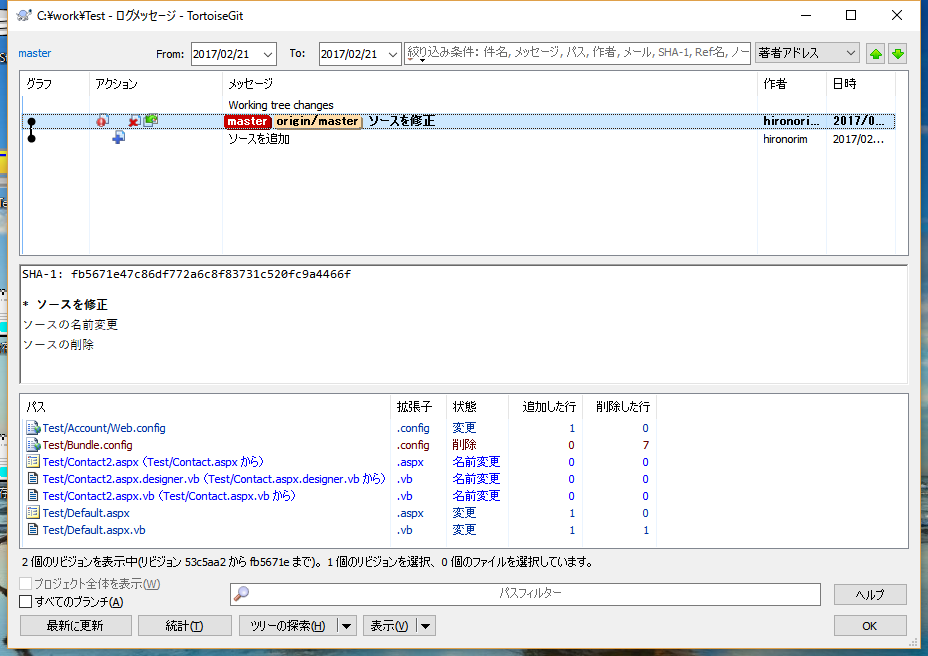 C:¥work¥Test - ログメッセージ - TortoiseGit
master From: 2017/02/21 To: 2017/02/21 絞り込み条件: 件名, メッセージ, パス, 作者, メール, SHA-1, Ref名, ノー 著者アドレス
グラフ アクション メッセージ 作者 日時
Working tree changes
master origin/master ソースを修正 hironori... 2017/0...
ソースを追加 hironorim 2017/02...
SHA-1: fb5671e47c86df772a6c8f83731c520fc9a4466f
* ソースを修正
ソースの名前変更
ソースの削除
パス 拡張子 状態 追加した行 削除した行
Test/Account/Web.config .config 変更 1 0
Test/Bundle.config .config 削除 0 7
Test/Contact2.aspx (Test/Contact.aspx から) .aspx 名前変更 0 0
Test/Contact2.aspx.designer.vb (Test/Contact.aspx.designer.vb から) .vb 名前変更 0 0
Test/Contact2.aspx.vb (Test/Contact.aspx.vb から) .vb 名前変更 0 0
Test/Default.aspx .aspx 変更 1 0
Test/Default.aspx.vb .vb 変更 1 1
2 個のリビジョンを表示中(リビジョン 53c5aa2 から fb5671e まで)。1 個のリビジョンを選択、0 個のファイルを選択しています。
プロジェクト全体を表示(W)
すべてのブランチ(A)
パスフィルター
ヘルプ
最新に更新 統計(T) ツリーの探索(H) 表示(V) OK